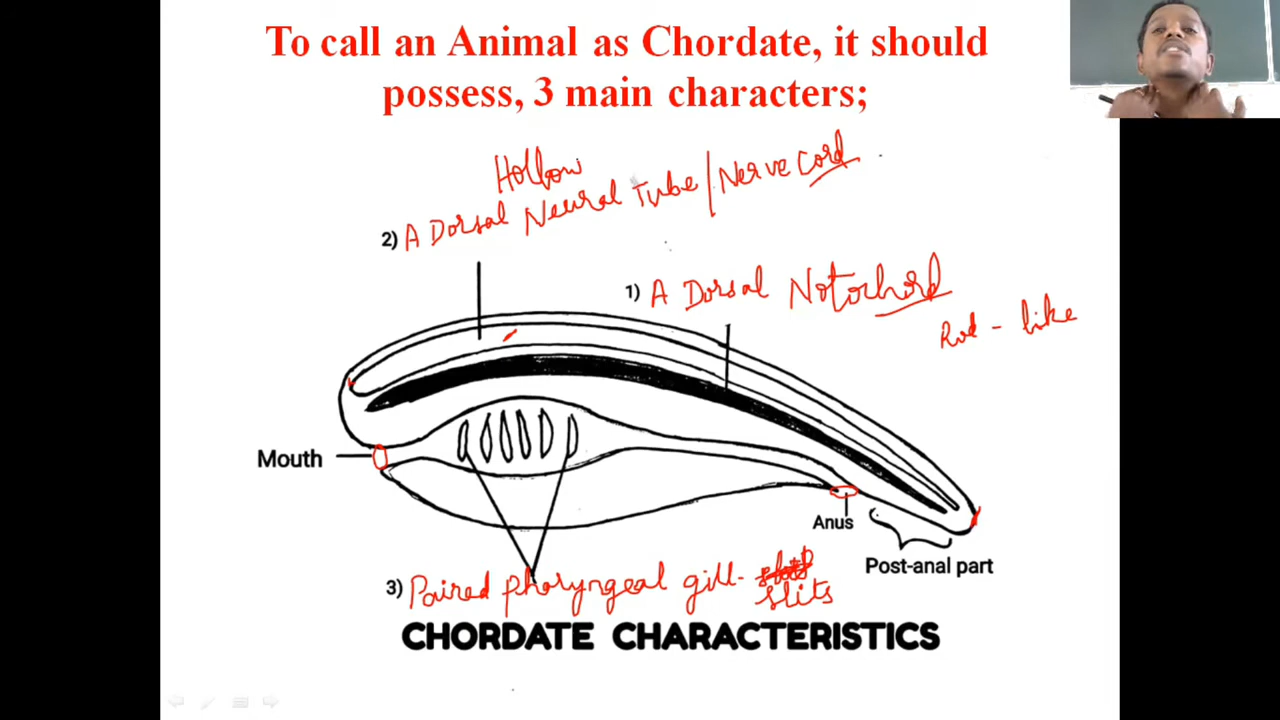 To call an Animal as Chordate, it should
possess, 3 main characters;
Hollow
2) A Dorsal Neural Tube / Nerve Cord
1) A Dorsal Notochord
Rod - like
Mouth
Anus
Post-anal part
3) Paired pharyngeal gill-
slits
CHORDATE CHARACTERISTICS